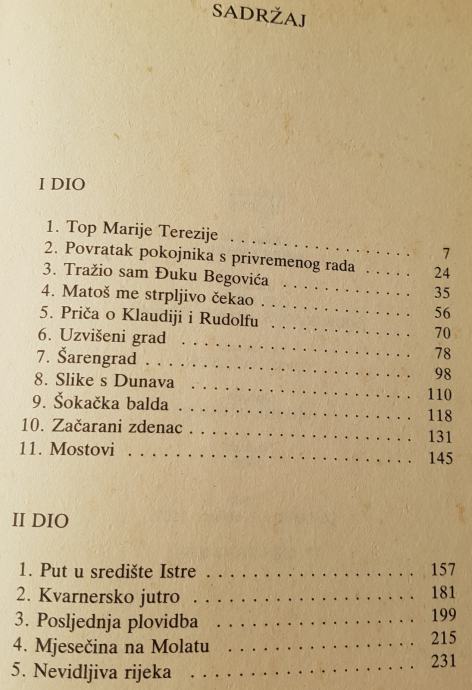 SADRŽAJ
I DIO
1. Top Marije Terezije . . . . . . . . . . . . . . . . . . . 7
2. Povratak pokojnika s privremenog rada . . . . . 24
3. Tražio sam Đuku Begovića . . . . . . . . . . . . . 35
4. Matoš me strpljivo čekao . . . . . . . . . . . . . . 56
5. Priča o Klaudiji i Rudolfu . . . . . . . . . . . . . . 70
6. Uzvišeni grad . . . . . . . . . . . . . . . . . . . . . 78
7. Šarengrad . . . . . . . . . . . . . . . . . . . . . . . 98
8. Slike s Dunava . . . . . . . . . . . . . . . . . . . . 110
9. Šokačka balda . . . . . . . . . . . . . . . . . . . . 118
10. Začarani zdenac . . . . . . . . . . . . . . . . . . . 131
11. Mostovi . . . . . . . . . . . . . . . . . . . . . . . . 145
II DIO
1. Put u središte Istre . . . . . . . . . . . . . . . . . . 157
2. Kvarnersko jutro . . . . . . . . . . . . . . . . . . . 181
3. Posljednja plovidba . . . . . . . . . . . . . . . . . 199
4. Mjesečina na Molatu . . . . . . . . . . . . . . . . . 215
5. Nevidljiva rijeka . . . . . . . . . . . . . . . . . . . 231